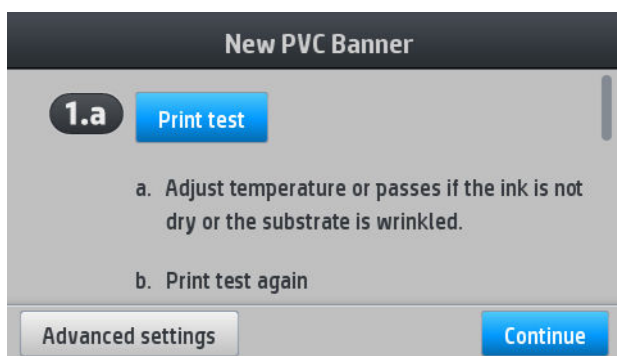 New PVC Banner
1.a Print test
a. Adjust temperature or passes if the ink is not
dry or the substrate is wrinkled.
b. Print test again
Advanced settings Continue